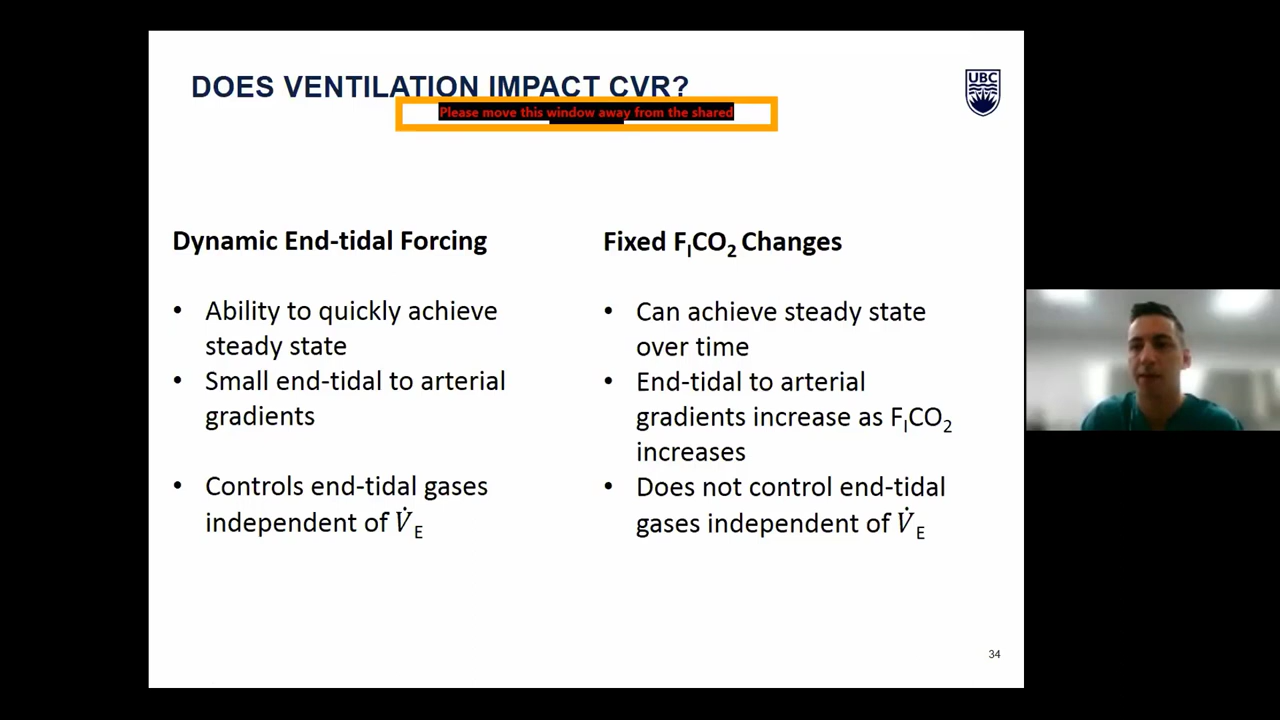 DOES VENTILATION IMPACT CVR?
UBC
Please move this window away from the shared
Dynamic End-tidal Forcing
• Ability to quickly achieve
steady state
• Small end-tidal to arterial
gradients
• Controls end-tidal gases
independent of V̇E
Fixed FICO2 Changes
• Can achieve steady state
over time
• End-tidal to arterial
gradients increase as FICO2
increases
• Does not control end-tidal
gases independent of V̇E
34